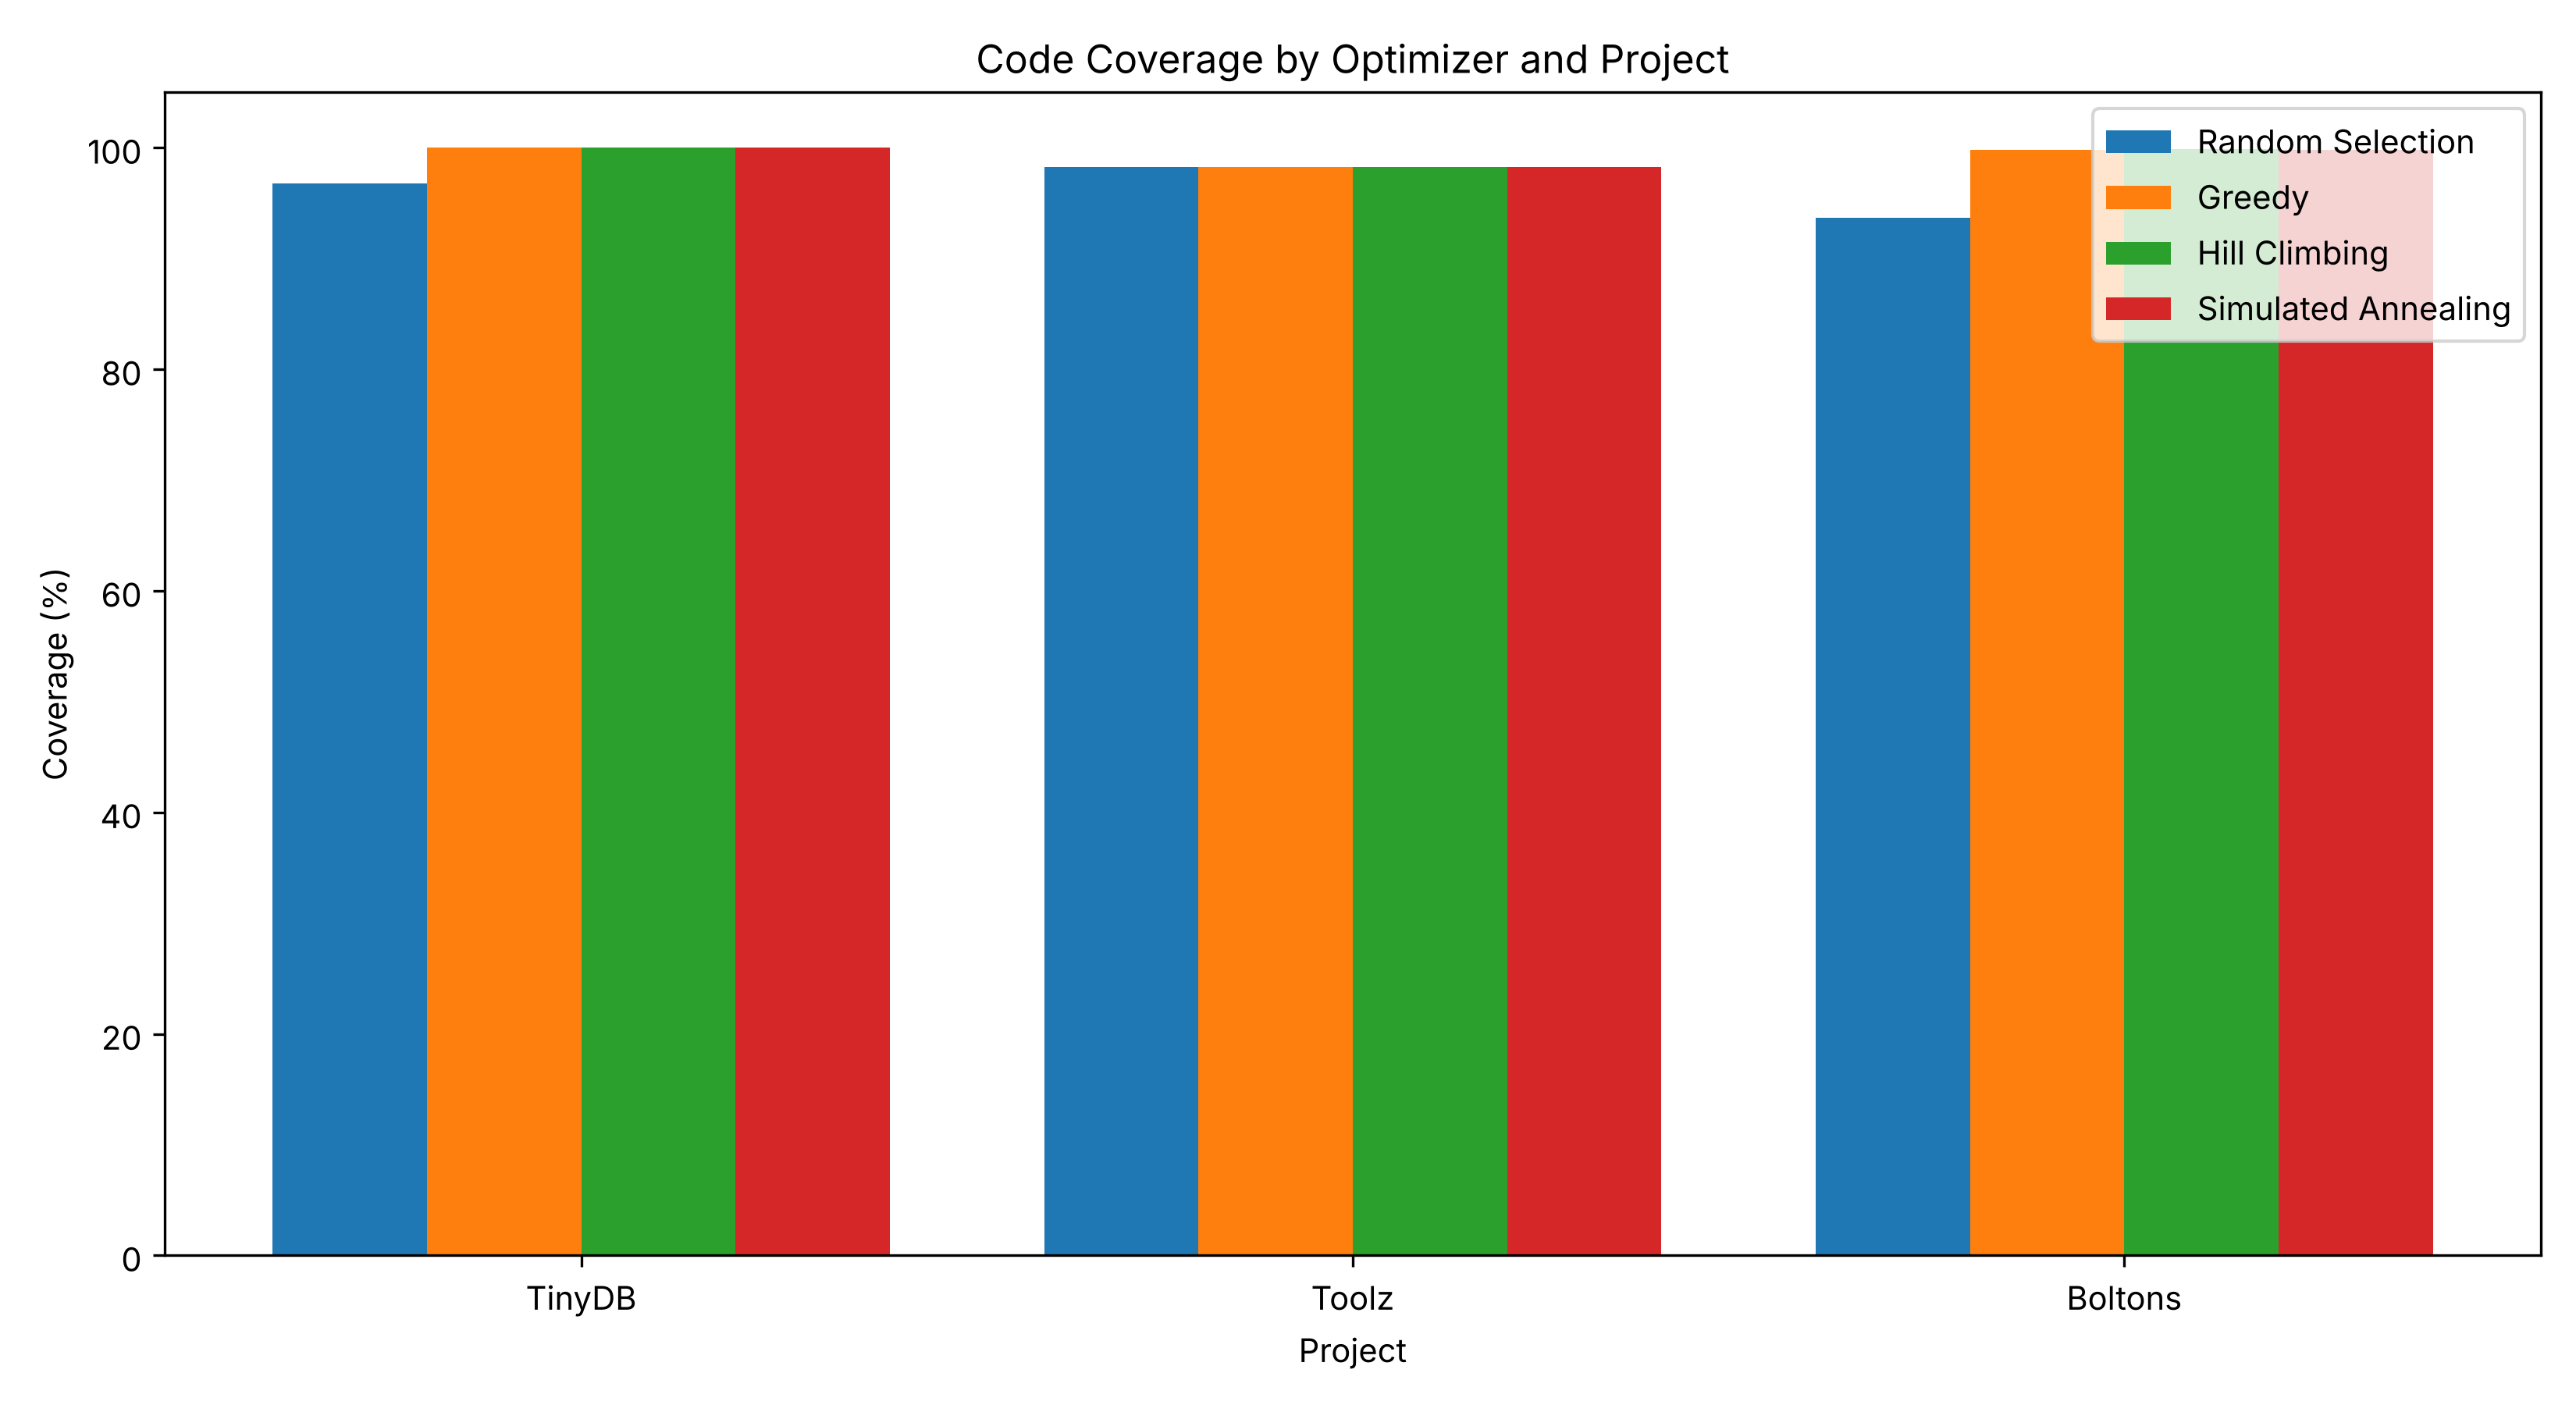 Code Coverage by Optimizer and Project
Random Selection
Greedy
Hill Climbing
Simulated Annealing
Coverage (%)
100
80
60
40
20
0
TinyDB
Toolz
Boltons
Project